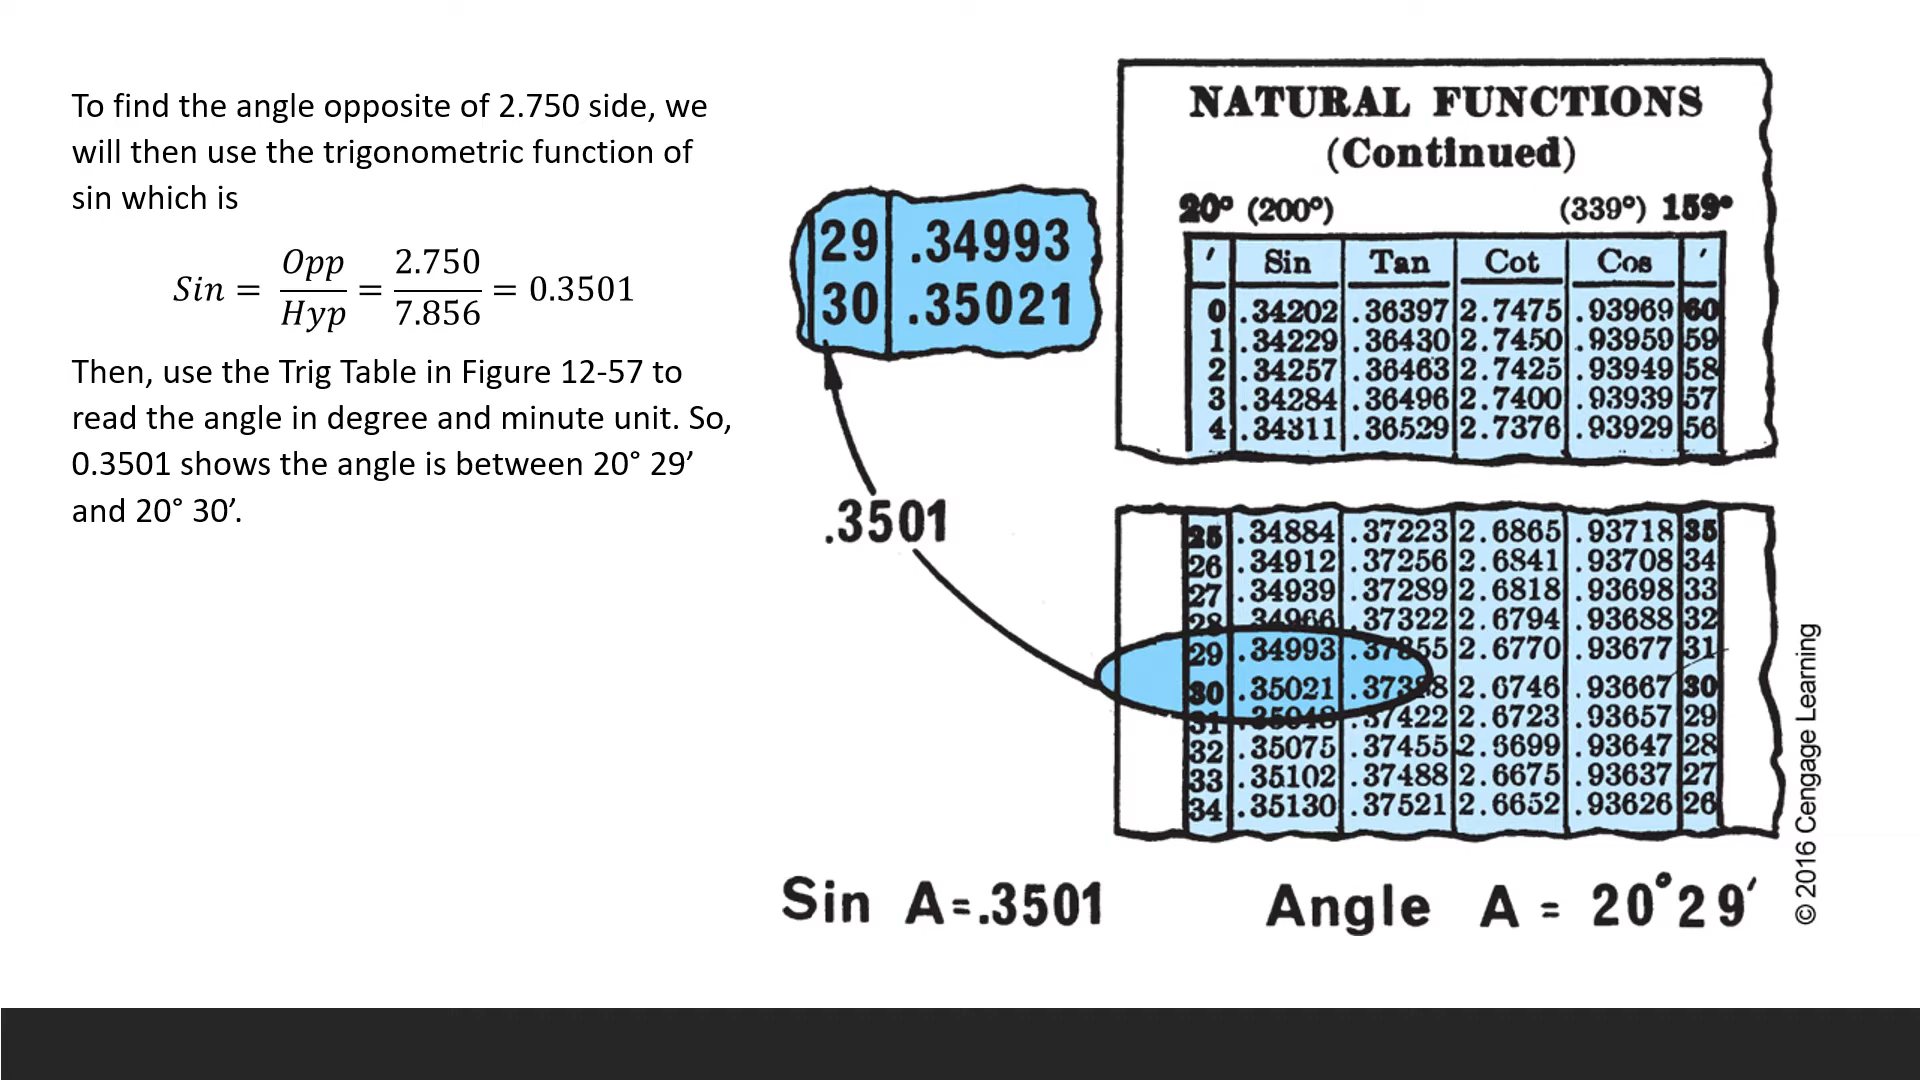 To find the angle opposite of 2.750 side, we
will then use the trigonometric function of
sin which is
Sin = Opp/Hyp = 2.750/7.856 = 0.3501
Then, use the Trig Table in Figure 12-57 to
read the angle in degree and minute unit. So,
0.3501 shows the angle is between 20° 29’
and 20° 30’.
29 .34993
30 .35021
.3501
NATURAL FUNCTIONS
(Continued)
20° (200°) (339°) 159°
′ Sin Tan Cot Cos ′
0 .34202 .36397 2.7475 .93969 60
1 .34229 .36430 2.7450 .93959 59
2 .34257 .36463 2.7425 .93949 58
3 .34284 .36496 2.7400 .93939 57
4 .34311 .36529 2.7376 .93929 56
25 .34884 .37223 2.6865 .93718 35
26 .34912 .37256 2.6841 .93708 34
27 .34939 .37289 2.6818 .93698 33
28 .34966 .37322 2.6794 .93688 32
29 .34993 .37355 2.6770 .93677 31
30 .35021 .37388 2.6746 .93667 30
31 .35048 .37422 2.6723 .93657 29
32 .35075 .37455 2.6699 .93647 28
33 .35102 .37488 2.6675 .93637 27
34 .35130 .37521 2.6652 .93626 26
Sin A = .3501 Angle A = 20°29′
© 2016 Cengage Learning